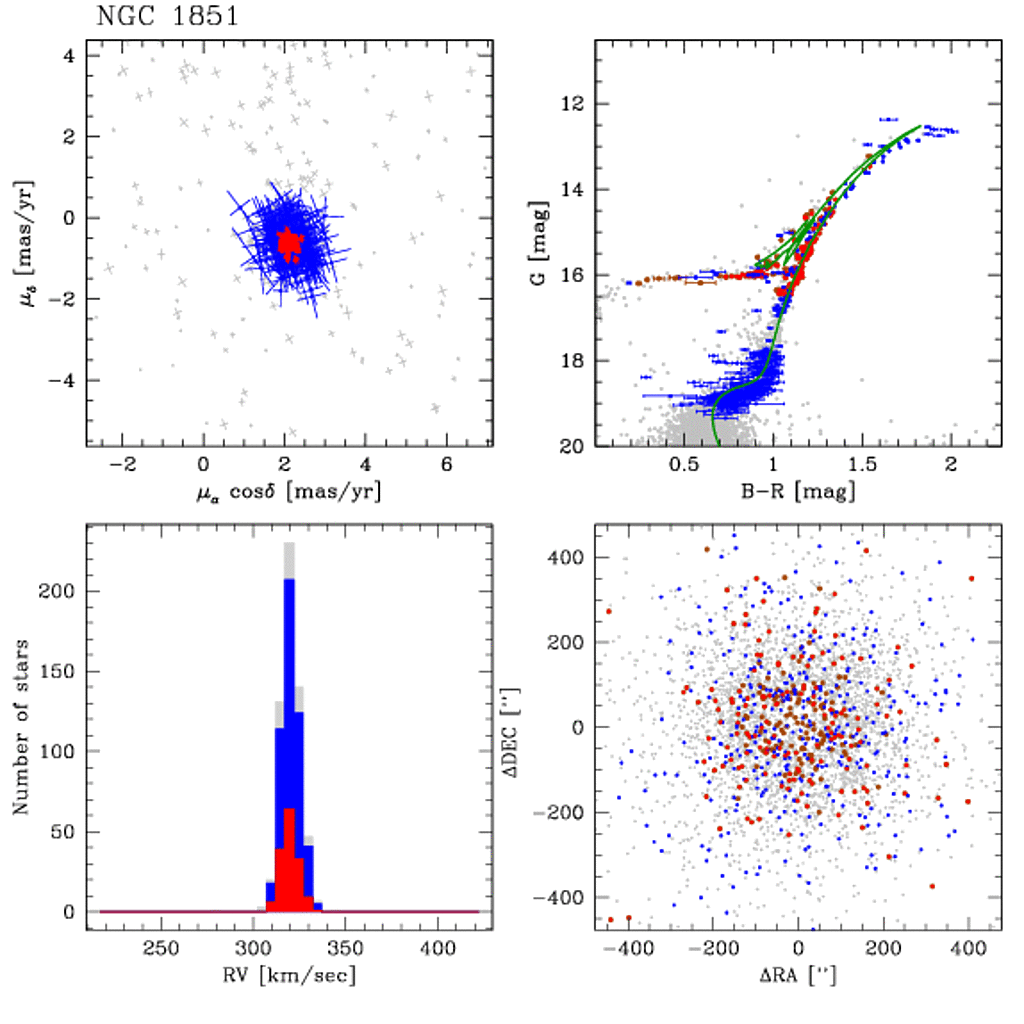 NGC 1851
4
2
0
−2
−4
μδ [mas/yr]
−2 0 2 4 6
μα cosδ [mas/yr]
12
14
16
18
20
G [mag]
0.5 1 1.5 2
B−R [mag]
200
150
100
50
0
Number of stars
250 300 350 400
RV [km/sec]
400
200
0
−200
−400
ΔDEC ["]
−400 −200 0 200 400
ΔRA ["]